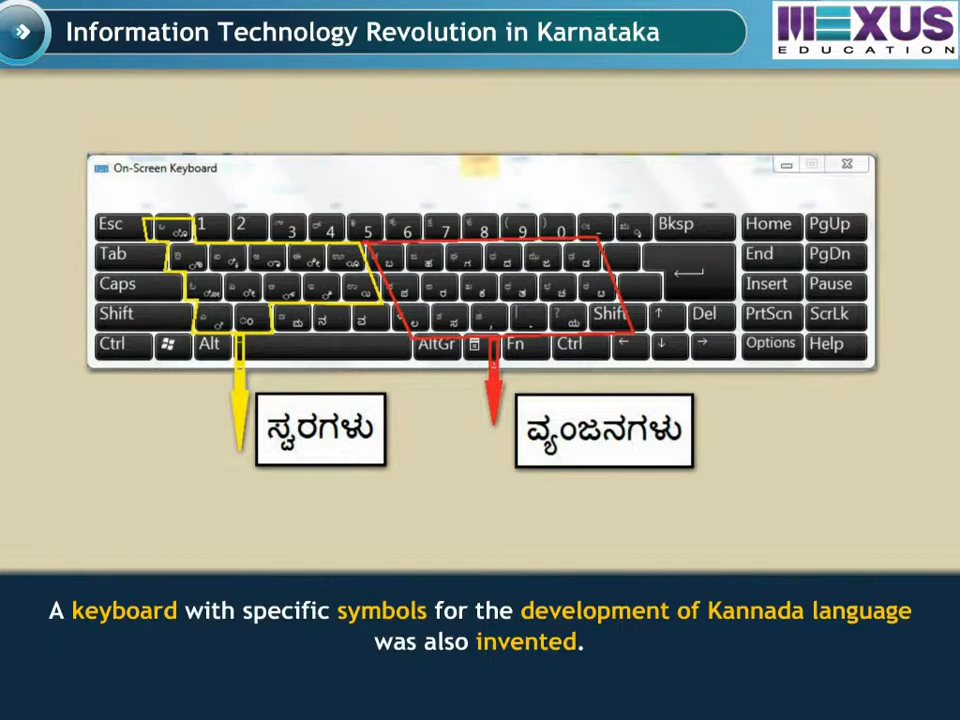 Information Technology Revolution in Karnataka
MEXUS
EDUCATION
On-Screen Keyboard
Esc 1 2 3 4 5 6 7 8 9 0 - Bksp Home PgUp
Tab End PgDn
Caps Insert Pause
Shift ಂ ಮ ನ ವ Shift ↑ Del PrtScn ScrLk
Ctrl Alt AltGr Fn Ctrl ← ↓ → Options Help
ಸ್ವರಗಳು
ವ್ಯಂಜನಗಳು
A keyboard with specific symbols for the development of Kannada language
was also invented.